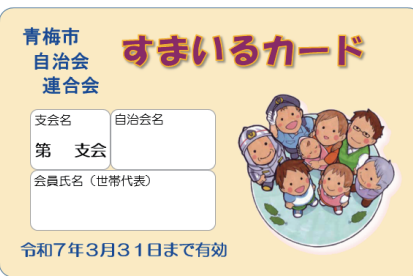 青梅市
自治会
連合会
すまいるカード
支会名
自治会名
第　支会
会員氏名（世帯代表）
令和7年3月31日まで有効